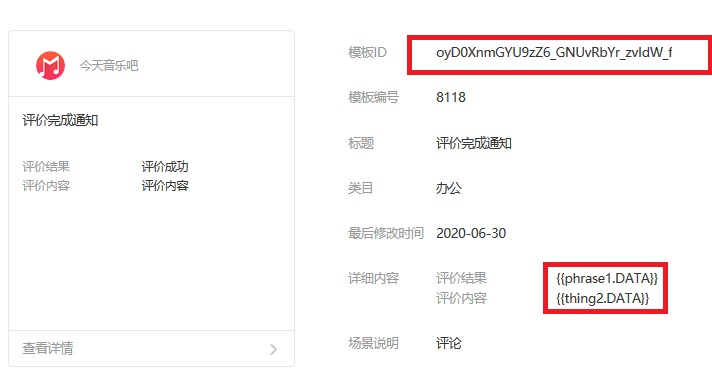 今天音乐吧
评价完成通知
评价结果 评价成功
评价内容 评价内容
查看详情
模板ID oyD0XnmGYU9zZ6_GNUvRbYr_zvIdW_f
模板编号 8118
标题 评价完成通知
类目 办公
最后修改时间 2020-06-30
详细内容 评价结果 {{phrase1.DATA}}
评价内容 {{thing2.DATA}}
场景说明 评论